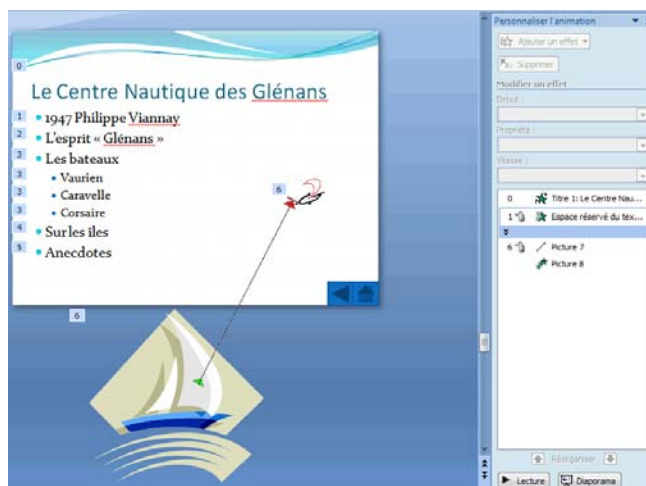 Personnaliser l'animation
Ajouter un effet
Supprimer
Modifier un effet
Début :
Propriété :
Vitesse :
0
Le Centre Nautique des Glénans
1 1947 Philippe Viannay
2 L'esprit « Glénans »
3 Les bateaux
3 Vaurien
3 Caravelle
3 Corsaire
4 Sur les îles
5 Anecdotes
6
6
0 Titre 1: Le Centre Nau...
1 Espace réservé du tex...
6 Picture 7
Picture 8
Réorganiser
Lecture
Diaporama